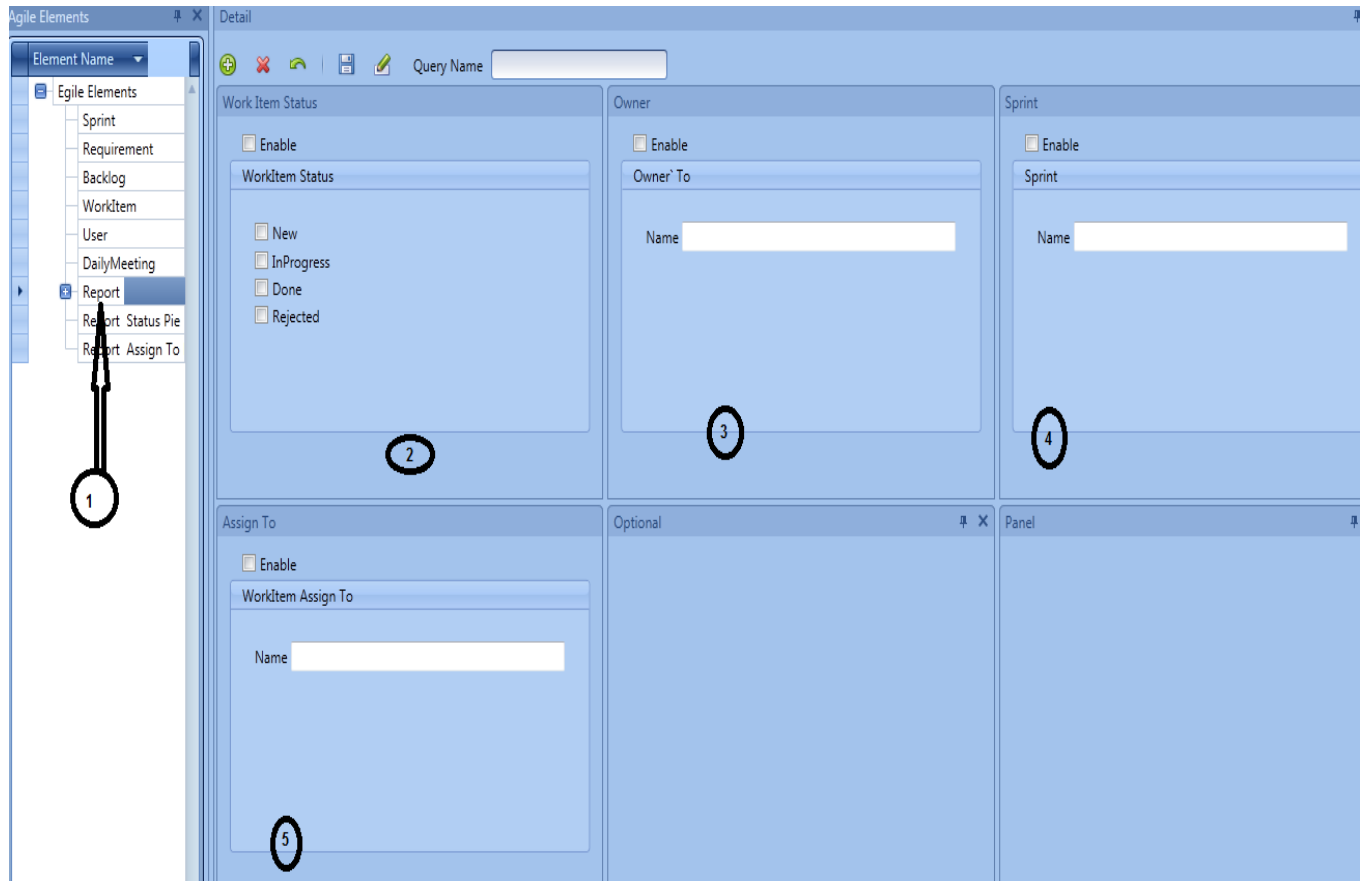 Agile Elements
Detail
Element Name
Query Name
Egile Elements
Sprint
Requirement
Backlog
WorkItem
User
DailyMeeting
Report
Report Status Pie
Report Assign To
1
Work Item Status
Enable
WorkItem Status
New
InProgress
Done
Rejected
2
Owner
Enable
Owner` To
Name
3
Sprint
Enable
Sprint
Name
4
Assign To
Enable
WorkItem Assign To
Name
5
Optional
Panel